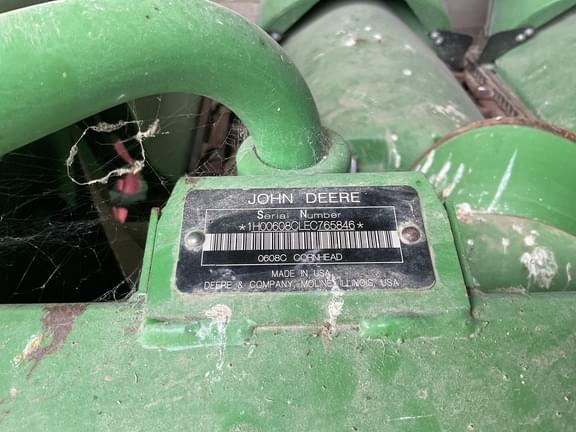 JOHN DEERE
Serial Number
*1H00608CLEC765846*
0608C CORNHEAD
MADE IN USA
DEERE & COMPANY, MOLINE, ILLINOIS, USA